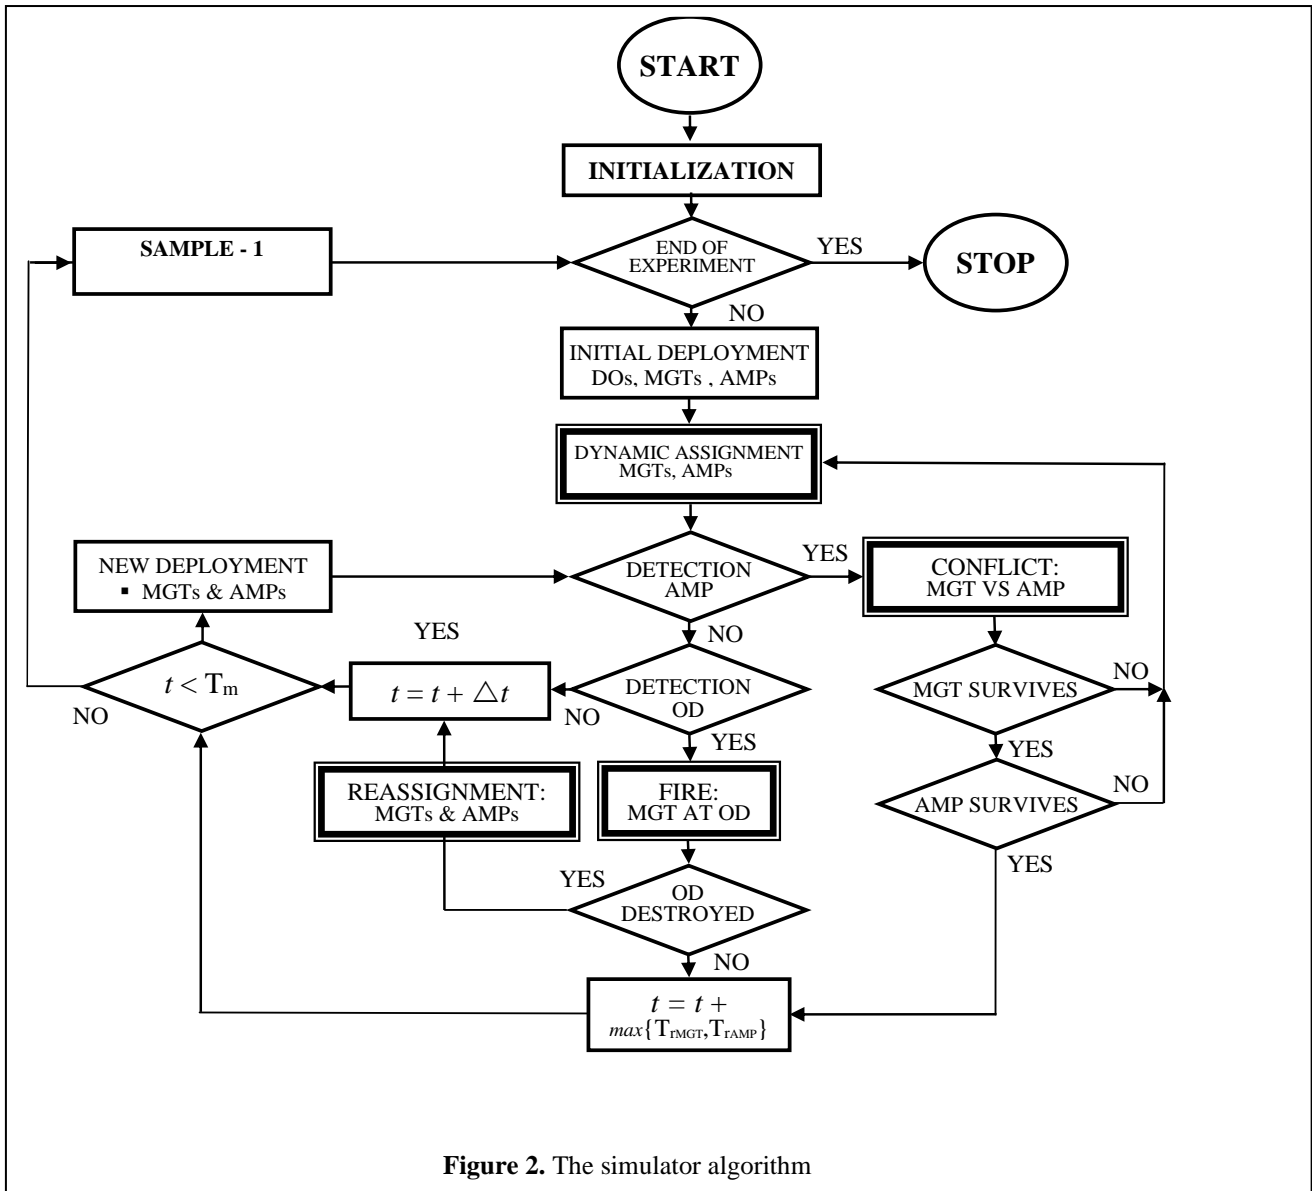 START
INITIALIZATION
SAMPLE - 1
END OF
EXPERIMENT
YES
STOP
NO
INITIAL DEPLOYMENT
DOs, MGTs , AMPs
DYNAMIC ASSIGNMENT
MGTs, AMPs
NEW DEPLOYMENT
▪ MGTs & AMPs
DETECTION
AMP
YES
CONFLICT:
MGT VS AMP
YES
NO
t < Tm
NO
t = t + △t
NO
DETECTION
OD
YES
MGT SURVIVES
NO
YES
REASSIGNMENT:
MGTs & AMPs
FIRE:
MGT AT OD
AMP SURVIVES
NO
YES
YES
OD
DESTROYED
NO
t = t +
max{TrMGT,TrAMP}
Figure 2. The simulator algorithm